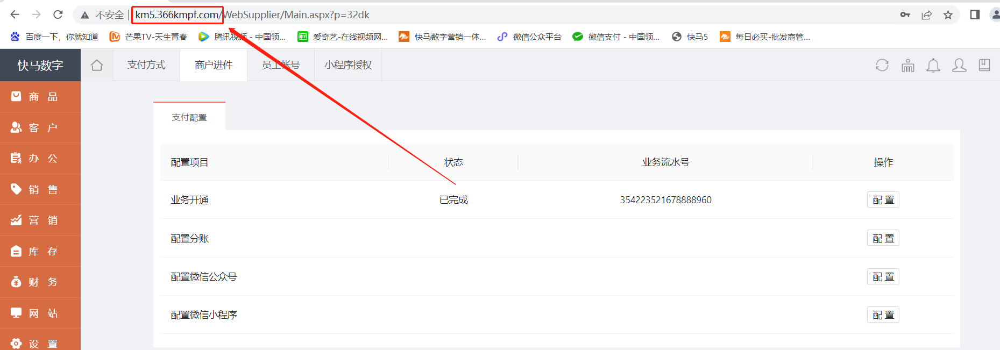 不安全 | km5.366kmpf.com/WebSupplier/Main.aspx?p=32dk
百度一下，你就知道 芒果TV-天生青春 腾讯视频 - 中国领... 爱奇艺-在线视频网... 快马数字营销一体... 微信公众平台 微信支付 - 中国领... 快马5 每日必买-批发商管...
快马数字 支付方式 商户进件 员工帐号 小程序授权
商 品
支付配置
客 户
办 公
配置项目 状态 业务流水号 操作
销 售
业务开通 已完成 354223521678888960 配 置
营 销
配置分账 配 置
库 存
配置微信公众号 配 置
财 务
配置微信小程序 配 置
网 站
设 置